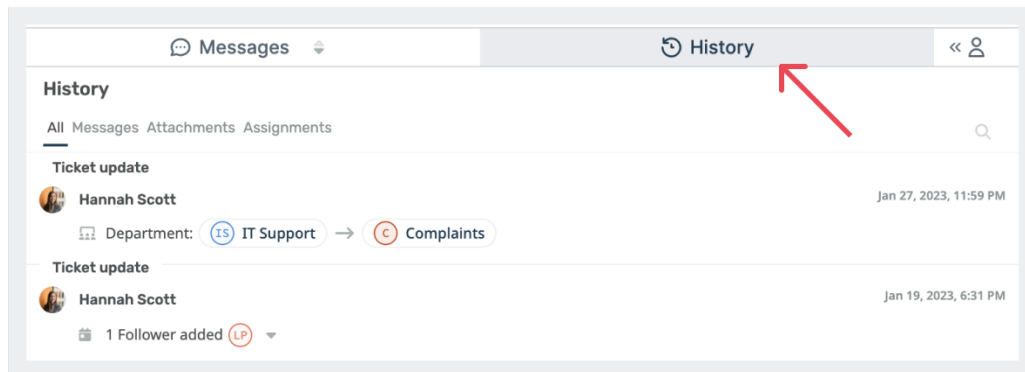 Messages
History
History
All Messages Attachments Assignments
Ticket update
Hannah Scott
Jan 27, 2023, 11:59 PM
Department: IS IT Support → C Complaints
Ticket update
Hannah Scott
Jan 19, 2023, 6:31 PM
1 Follower added LP